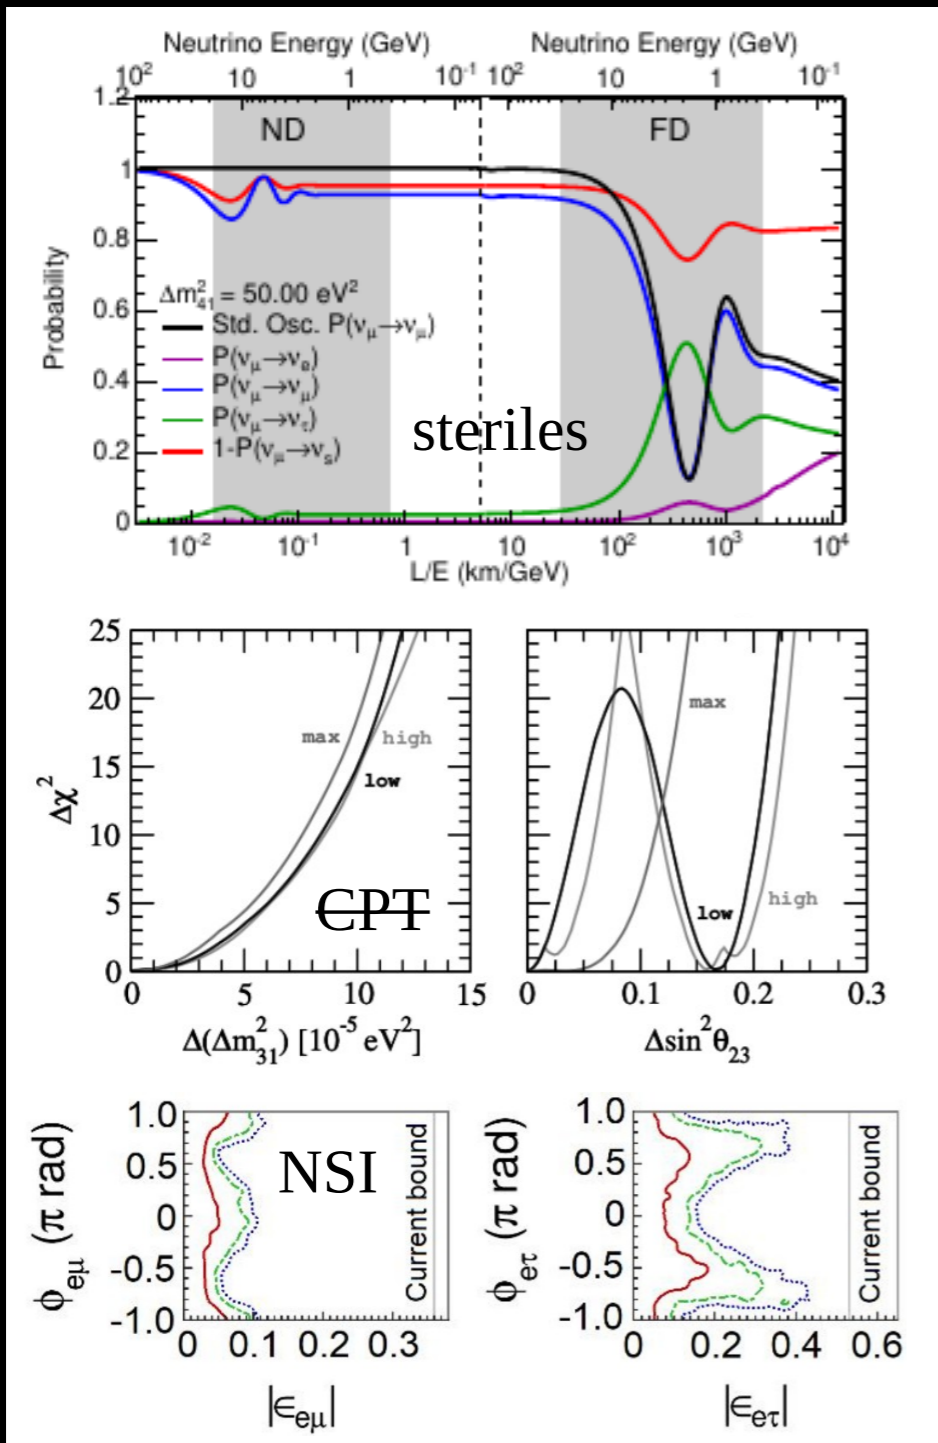 Neutrino Energy (GeV) Neutrino Energy (GeV)
10² 10 1 10⁻¹ 10² 10 1 10⁻¹
ND FD
1.2
1
0.8
0.6
0.4
0.2
0
Probability
Δm²₄₁ = 50.00 eV²
Std. Osc. P(νμ→νμ)
P(νμ→νe)
P(νμ→νμ)
P(νμ→ντ)
1-P(νμ→νs)
steriles
10⁻² 10⁻¹ 1 10 10² 10³ 10⁴
L/E (km/GeV)
25
20
15
10
5
0
Δχ²
max high
low
CPT
0 5 10 15
Δ(Δm²₃₁) [10⁻⁵ eV²]
max
low high
0 0.1 0.2 0.3
Δsin²θ₂₃
1.0
0.5
0
-0.5
-1.0
ϕeμ (π rad)
NSI
Current bound
0 0.1 0.2 0.3
|ϵeμ|
1.0
0.5
0
-0.5
-1.0
ϕeτ (π rad)
Current bound
0 0.2 0.4 0.6
|ϵeτ|